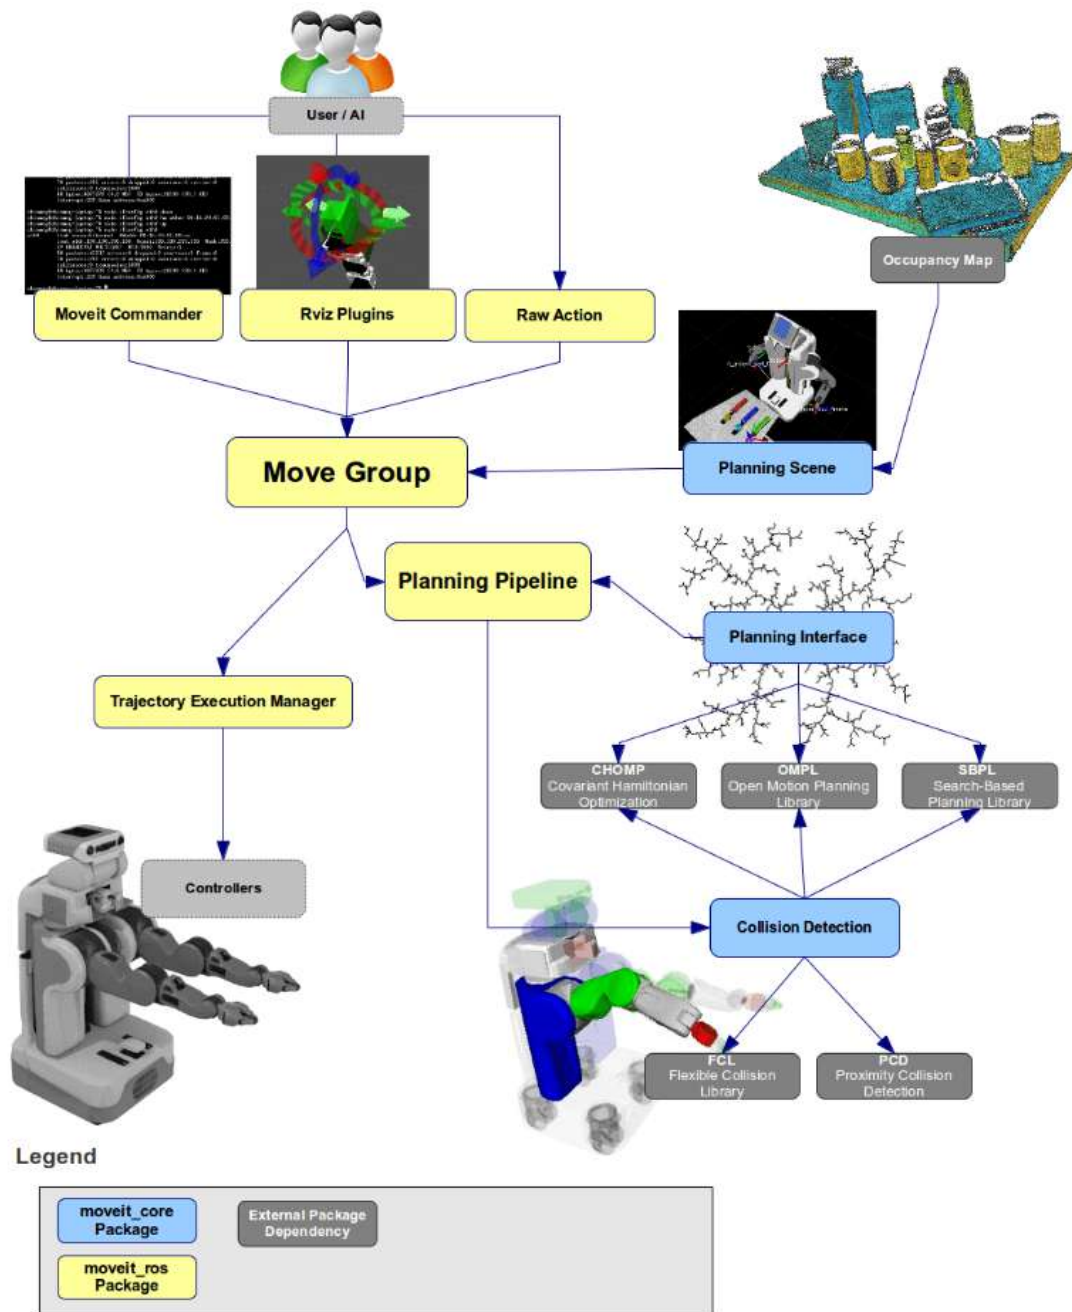 User / AI
Occupancy Map
Moveit Commander
Rviz Plugins
Raw Action
Move Group
Planning Scene
Planning Pipeline
Planning Interface
Trajectory Execution Manager
CHOMP
Covariant Hamiltonian
Optimization
OMPL
Open Motion Planning
Library
SBPL
Search-Based
Planning Library
Controllers
Collision Detection
FCL
Flexible Collision
Library
PCD
Proximity Collision
Detection
Legend
moveit_core
Package
External Package
Dependency
moveit_ros
Package